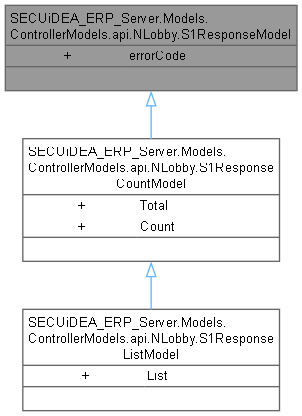 SECUiDEA_ERP_Server.Models.
ControllerModels.api.NLobby.S1ResponseModel
+ errorCode
SECUiDEA_ERP_Server.Models.
ControllerModels.api.NLobby.S1Response
CountModel
+ Total
+ Count
SECUiDEA_ERP_Server.Models.
ControllerModels.api.NLobby.S1Response
ListModel
+ List